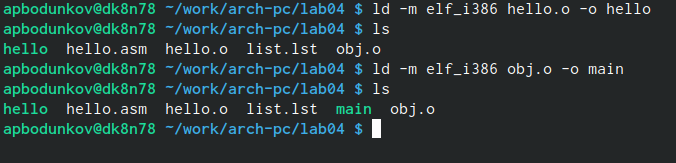 apbodunkov@dk8n78 ~/work/arch-pc/lab04 $ ld -m elf_i386 hello.o -o hello
apbodunkov@dk8n78 ~/work/arch-pc/lab04 $ ls
hello hello.asm hello.o list.lst obj.o
apbodunkov@dk8n78 ~/work/arch-pc/lab04 $ ld -m elf_i386 obj.o -o main
apbodunkov@dk8n78 ~/work/arch-pc/lab04 $ ls
hello hello.asm hello.o list.lst main obj.o
apbodunkov@dk8n78 ~/work/arch-pc/lab04 $